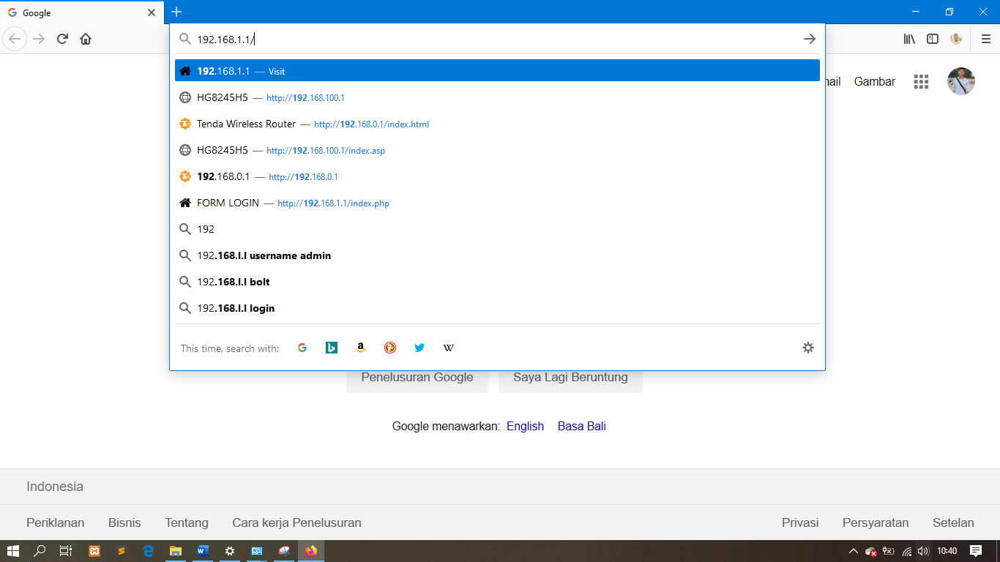 Google
192.168.1.1/
192.168.1.1 — Visit
HG8245H5 — http://192.168.100.1
Tenda Wireless Router — http://192.168.0.1/index.html
HG8245H5 — http://192.168.100.1/index.asp
192.168.0.1 — http://192.168.0.1
FORM LOGIN — http://192.168.1.1/index.php
192
192.168.l.l username admin
192.168.l.l bolt
192.168.l.l login
This time, search with:
Gambar
Penelusuran Google Saya Lagi Beruntung
Google menawarkan: English Basa Bali
Indonesia
Periklanan Bisnis Tentang Cara kerja Penelusuran Privasi Persyaratan Setelan
10:40